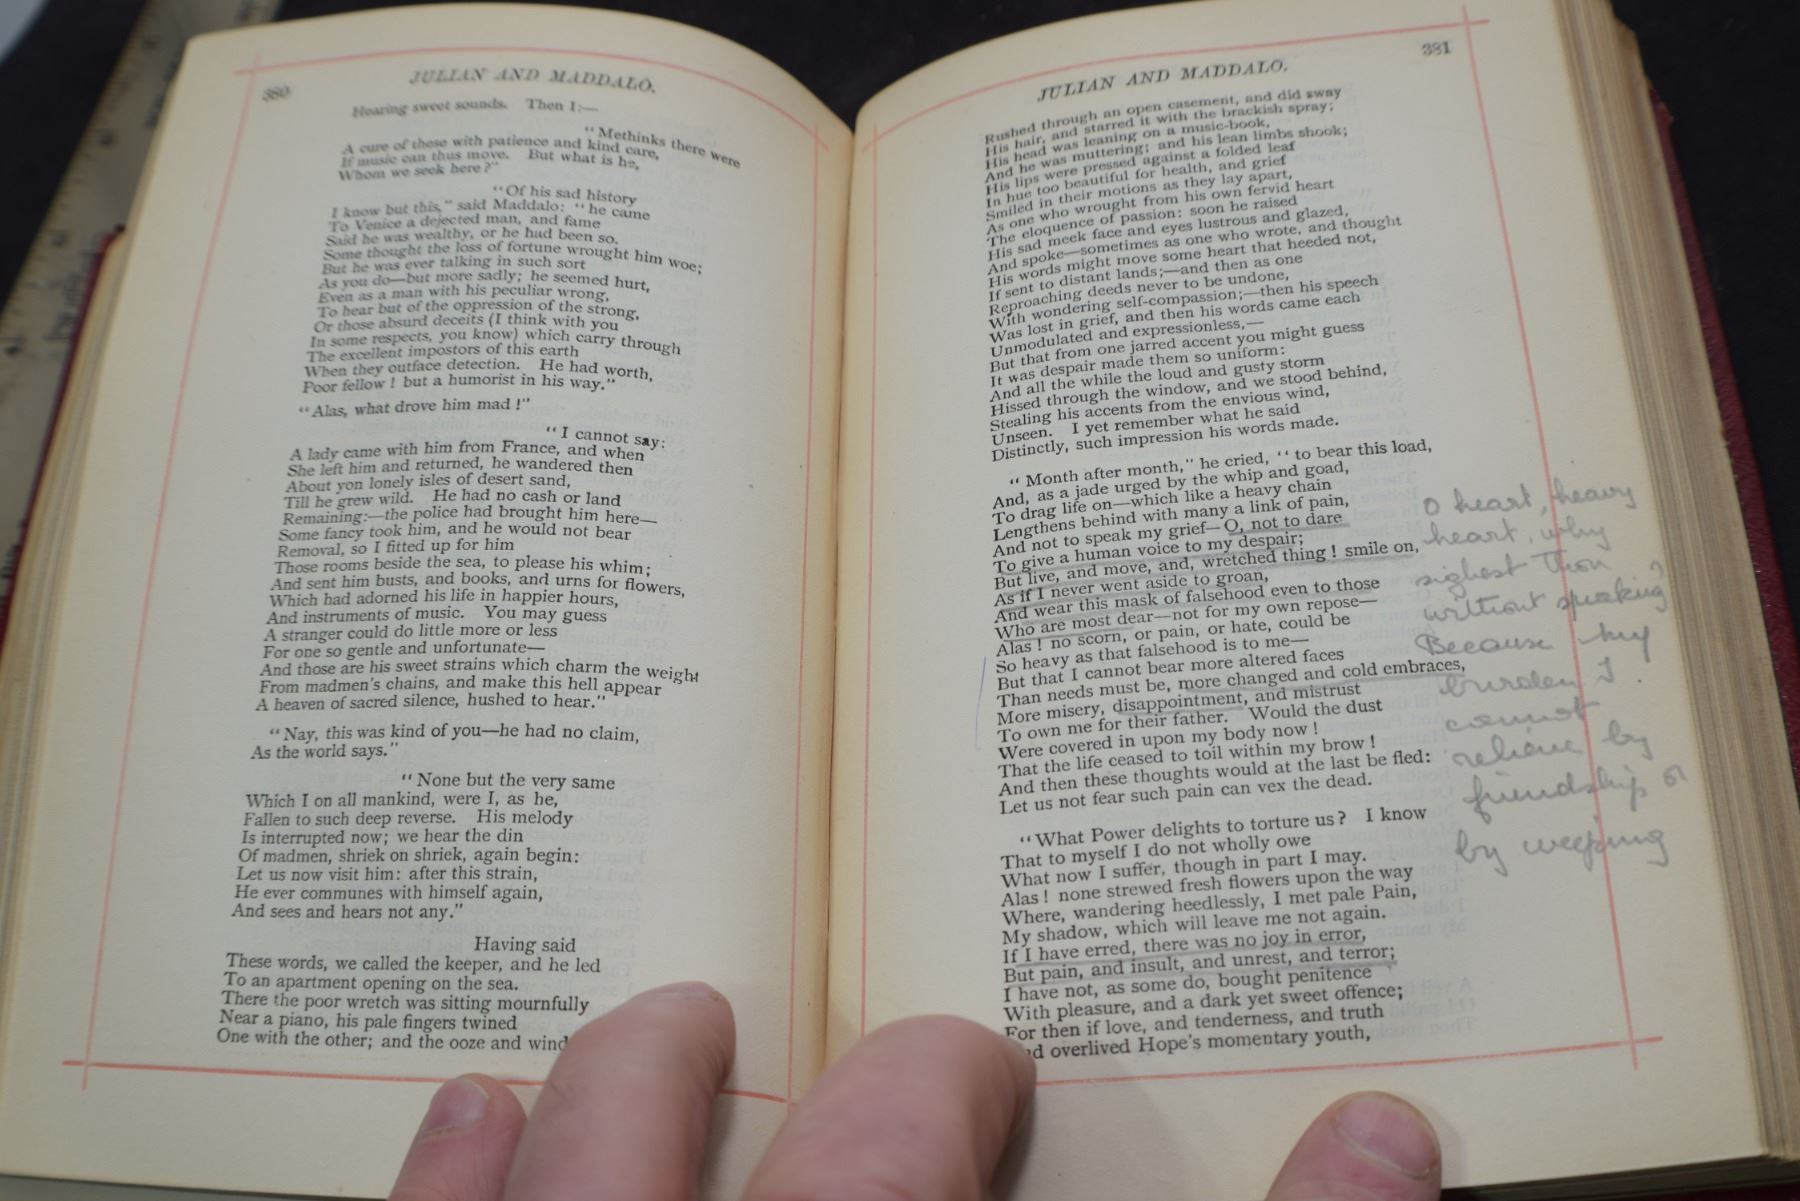 380
JULIAN AND MADDALO.
Hearing sweet sounds. Then I:—
"Methinks there were
A cure of these with patience and kind care,
If music can thus move. But what is he,
Whom we seek here?"
"Of his sad history
I know but this," said Maddalo: "he came
To Venice a dejected man, and fame
Said he was wealthy, or he had been so.
Some thought the loss of fortune wrought him woe;
But he was ever talking in such sort
As you do—but more sadly; he seemed hurt,
Even as a man with his peculiar wrong,
To hear but of the oppression of the strong,
Or those absurd deceits (I think with you
In some respects, you know) which carry through
The excellent impostors of this earth
When they outface detection. He had worth,
Poor fellow! but a humorist in his way."
"Alas, what drove him mad!"
"I cannot say:
A lady came with him from France, and when
She left him and returned, he wandered then
About yon lonely isles of desert sand,
Till he grew wild. He had no cash or land
Remaining:—the police had brought him here—
Some fancy took him, and he would not bear
Removal, so I fitted up for him
Those rooms beside the sea, to please his whim;
And sent him busts, and books, and urns for flowers,
Which had adorned his life in happier hours,
And instruments of music. You may guess
A stranger could do little more or less
For one so gentle and unfortunate—
And those are his sweet strains which charm the weight
From madmen's chains, and make this hell appear
A heaven of sacred silence, hushed to hear."
"Nay, this was kind of you—he had no claim,
As the world says."
"None but the very same
Which I on all mankind, were I, as he,
Fallen to such deep reverse. His melody
Is interrupted now; we hear the din
Of madmen, shriek on shriek, again begin:
Let us now visit him: after this strain,
He ever communes with himself again,
And sees and hears not any."
Having said
These words, we called the keeper, and he led
To an apartment opening on the sea.
There the poor wretch was sitting mournfully
Near a piano, his pale fingers twined
One with the other; and the ooze and wind
JULIAN AND MADDALO.
381
Rushed through an open casement, and did sway
His hair, and starred it with the brackish spray;
His head was leaning on a music-book,
And he was muttering; and his lean limbs shook;
His lips were pressed against a folded leaf
In hue too beautiful for health, and grief
Smiled in their motions as they lay apart,
As one who wrought from his own fervid heart
The eloquence of passion: soon he raised
His sad meek face and eyes lustrous and glazed,
And spoke—sometimes as one who wrote, and thought
His words might move some heart that heeded not,
If sent to distant lands;—and then as one
Reproaching deeds never to be undone,
With wondering self-compassion;—then his speech
Was lost in grief, and then his words came each
Unmodulated and expressionless,—
But that from one jarred accent you might guess
It was despair made them so uniform:
And all the while the loud and gusty storm
Hissed through the window, and we stood behind,
Stealing his accents from the envious wind,
Unseen. I yet remember what he said
Distinctly, such impression his words made.
"Month after month," he cried, "to bear this load,
And, as a jade urged by the whip and goad,
To drag life on—which like a heavy chain
Lengthens behind with many a link of pain,
And not to speak my grief—O, not to dare
To give a human voice to my despair;
But live, and move, and, wretched thing! smile on,
As if I never went aside to groan,
And wear this mask of falsehood even to those
Who are most dear—not for my own repose—
Alas! no scorn, or pain, or hate, could be
So heavy as that falsehood is to me—
But that I cannot bear more altered faces
Than needs must be, more changed and cold embraces,
More misery, disappointment, and mistrust
To own me for their father. Would the dust
Were covered in upon my body now!
That the life ceased to toil within my brow!
And then these thoughts would at the last be fled:
Let us not fear such pain can vex the dead.
"What Power delights to torture us? I know
That to myself I do not wholly owe
What now I suffer, though in part I may.
Alas! none strewed fresh flowers upon the way
Where, wandering heedlessly, I met pale Pain,
My shadow, which will leave me not again.
If I have erred, there was no joy in error,
But pain, and insult, and unrest, and terror;
I have not, as some do, bought penitence
With pleasure, and a dark yet sweet offence;
For then if love, and tenderness, and truth
overlived Hope's momentary youth,
O heart, heavy
heart, why
sighest thou
without speaking?
Because my
burden I
cannot
relieve by
friendship or
by weeping